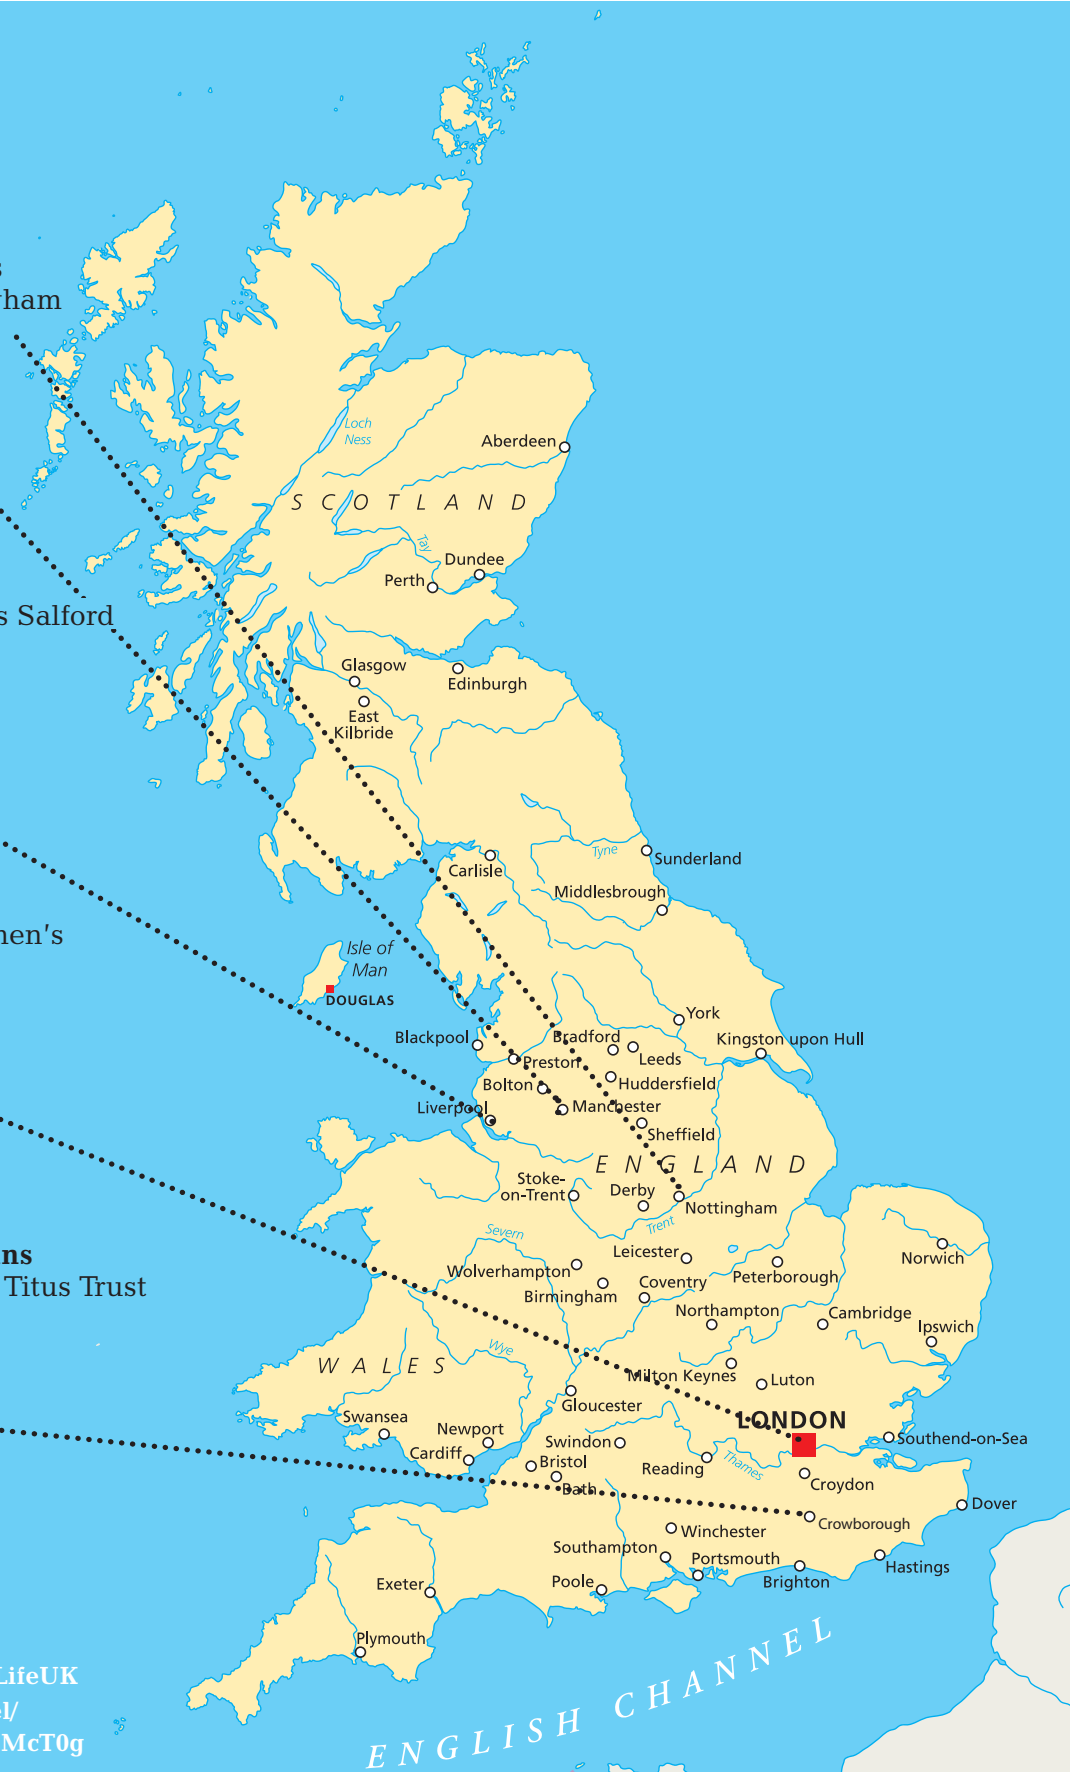 s
ham
Loch
Ness
Aberdeen
SCOTLAND
Tay
Dundee
Perth
s Salford
Glasgow
Edinburgh
East
Kilbride
Tyne
Sunderland
Carlisle
Middlesbrough
nen's
Isle of
Man
DOUGLAS
York
Blackpool
Bradford
Kingston upon Hull
Leeds
Preston
Bolton
Huddersfield
Liverpool
Manchester
Sheffield
ENGLAND
Stoke-
on-Trent
Derby
Nottingham
Trent
Severn
ns
Titus Trust
Leicester
Norwich
Wolverhampton
Coventry
Peterborough
Birmingham
Northampton
Cambridge
Ipswich
Wye
WALES
Milton Keynes
Luton
Gloucester
Swansea
LONDON
Newport
Swindon
Southend-on-Sea
Cardiff
Bristol
Reading
Thames
Bath
Croydon
Dover
Crowborough
Winchester
Southampton
Portsmouth
Hastings
Exeter
Poole
Brighton
Plymouth
LifeUK
el/
McT0g
ENGLISH CHANNEL